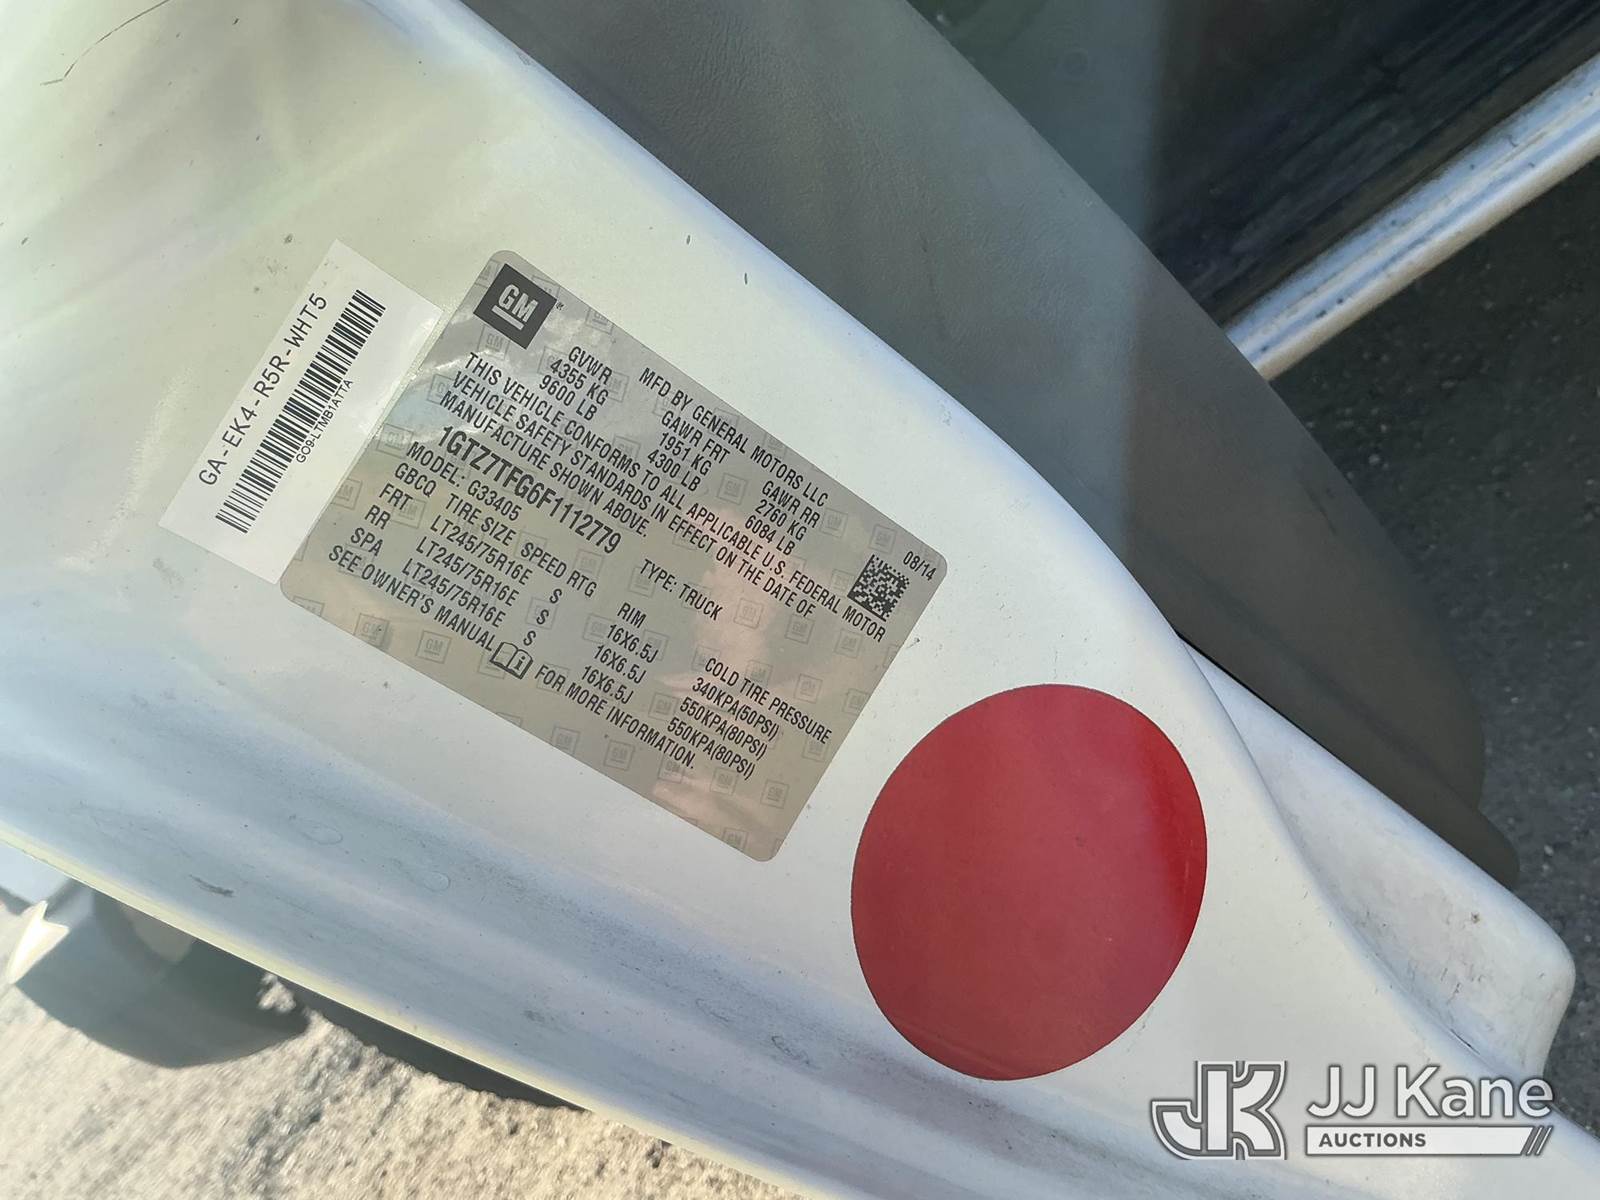 GA-EK4-R5R-WHT5
GO9-LTMB1ATTA
GM
MFD BY GENERAL MOTORS LLC 08/14
GVWR GAWR FRT GAWR RR
4355 KG 1951 KG 2760 KG
9600 LB 4300 LB 6084 LB
THIS VEHICLE CONFORMS TO ALL APPLICABLE U.S. FEDERAL MOTOR
VEHICLE SAFETY STANDARDS IN EFFECT ON THE DATE OF
MANUFACTURE SHOWN ABOVE.
1GTZ7TFG6F1112779 TYPE: TRUCK
MODEL: G33405
GBCQ TIRE SIZE SPEED RTG RIM COLD TIRE PRESSURE
FRT LT245/75R16E S 16X6.5J 340KPA(50PSI)
RR LT245/75R16E S 16X6.5J 550KPA(80PSI)
SPA LT245/75R16E S 16X6.5J 550KPA(80PSI)
SEE OWNER'S MANUAL FOR MORE INFORMATION.
JK JJ Kane
AUCTIONS